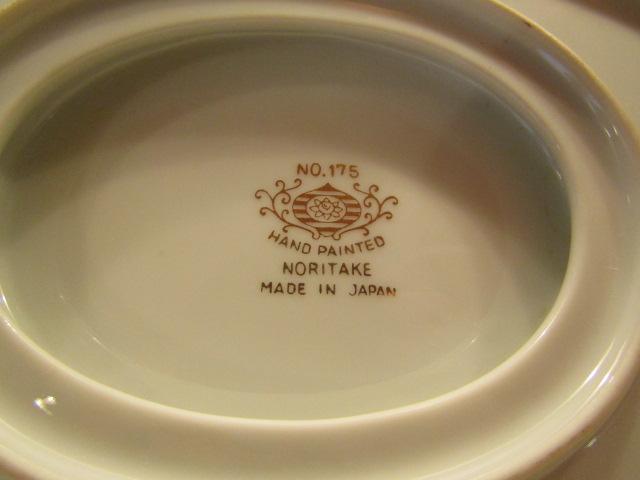 NO.175
HAND PAINTED
NORITAKE
MADE IN JAPAN